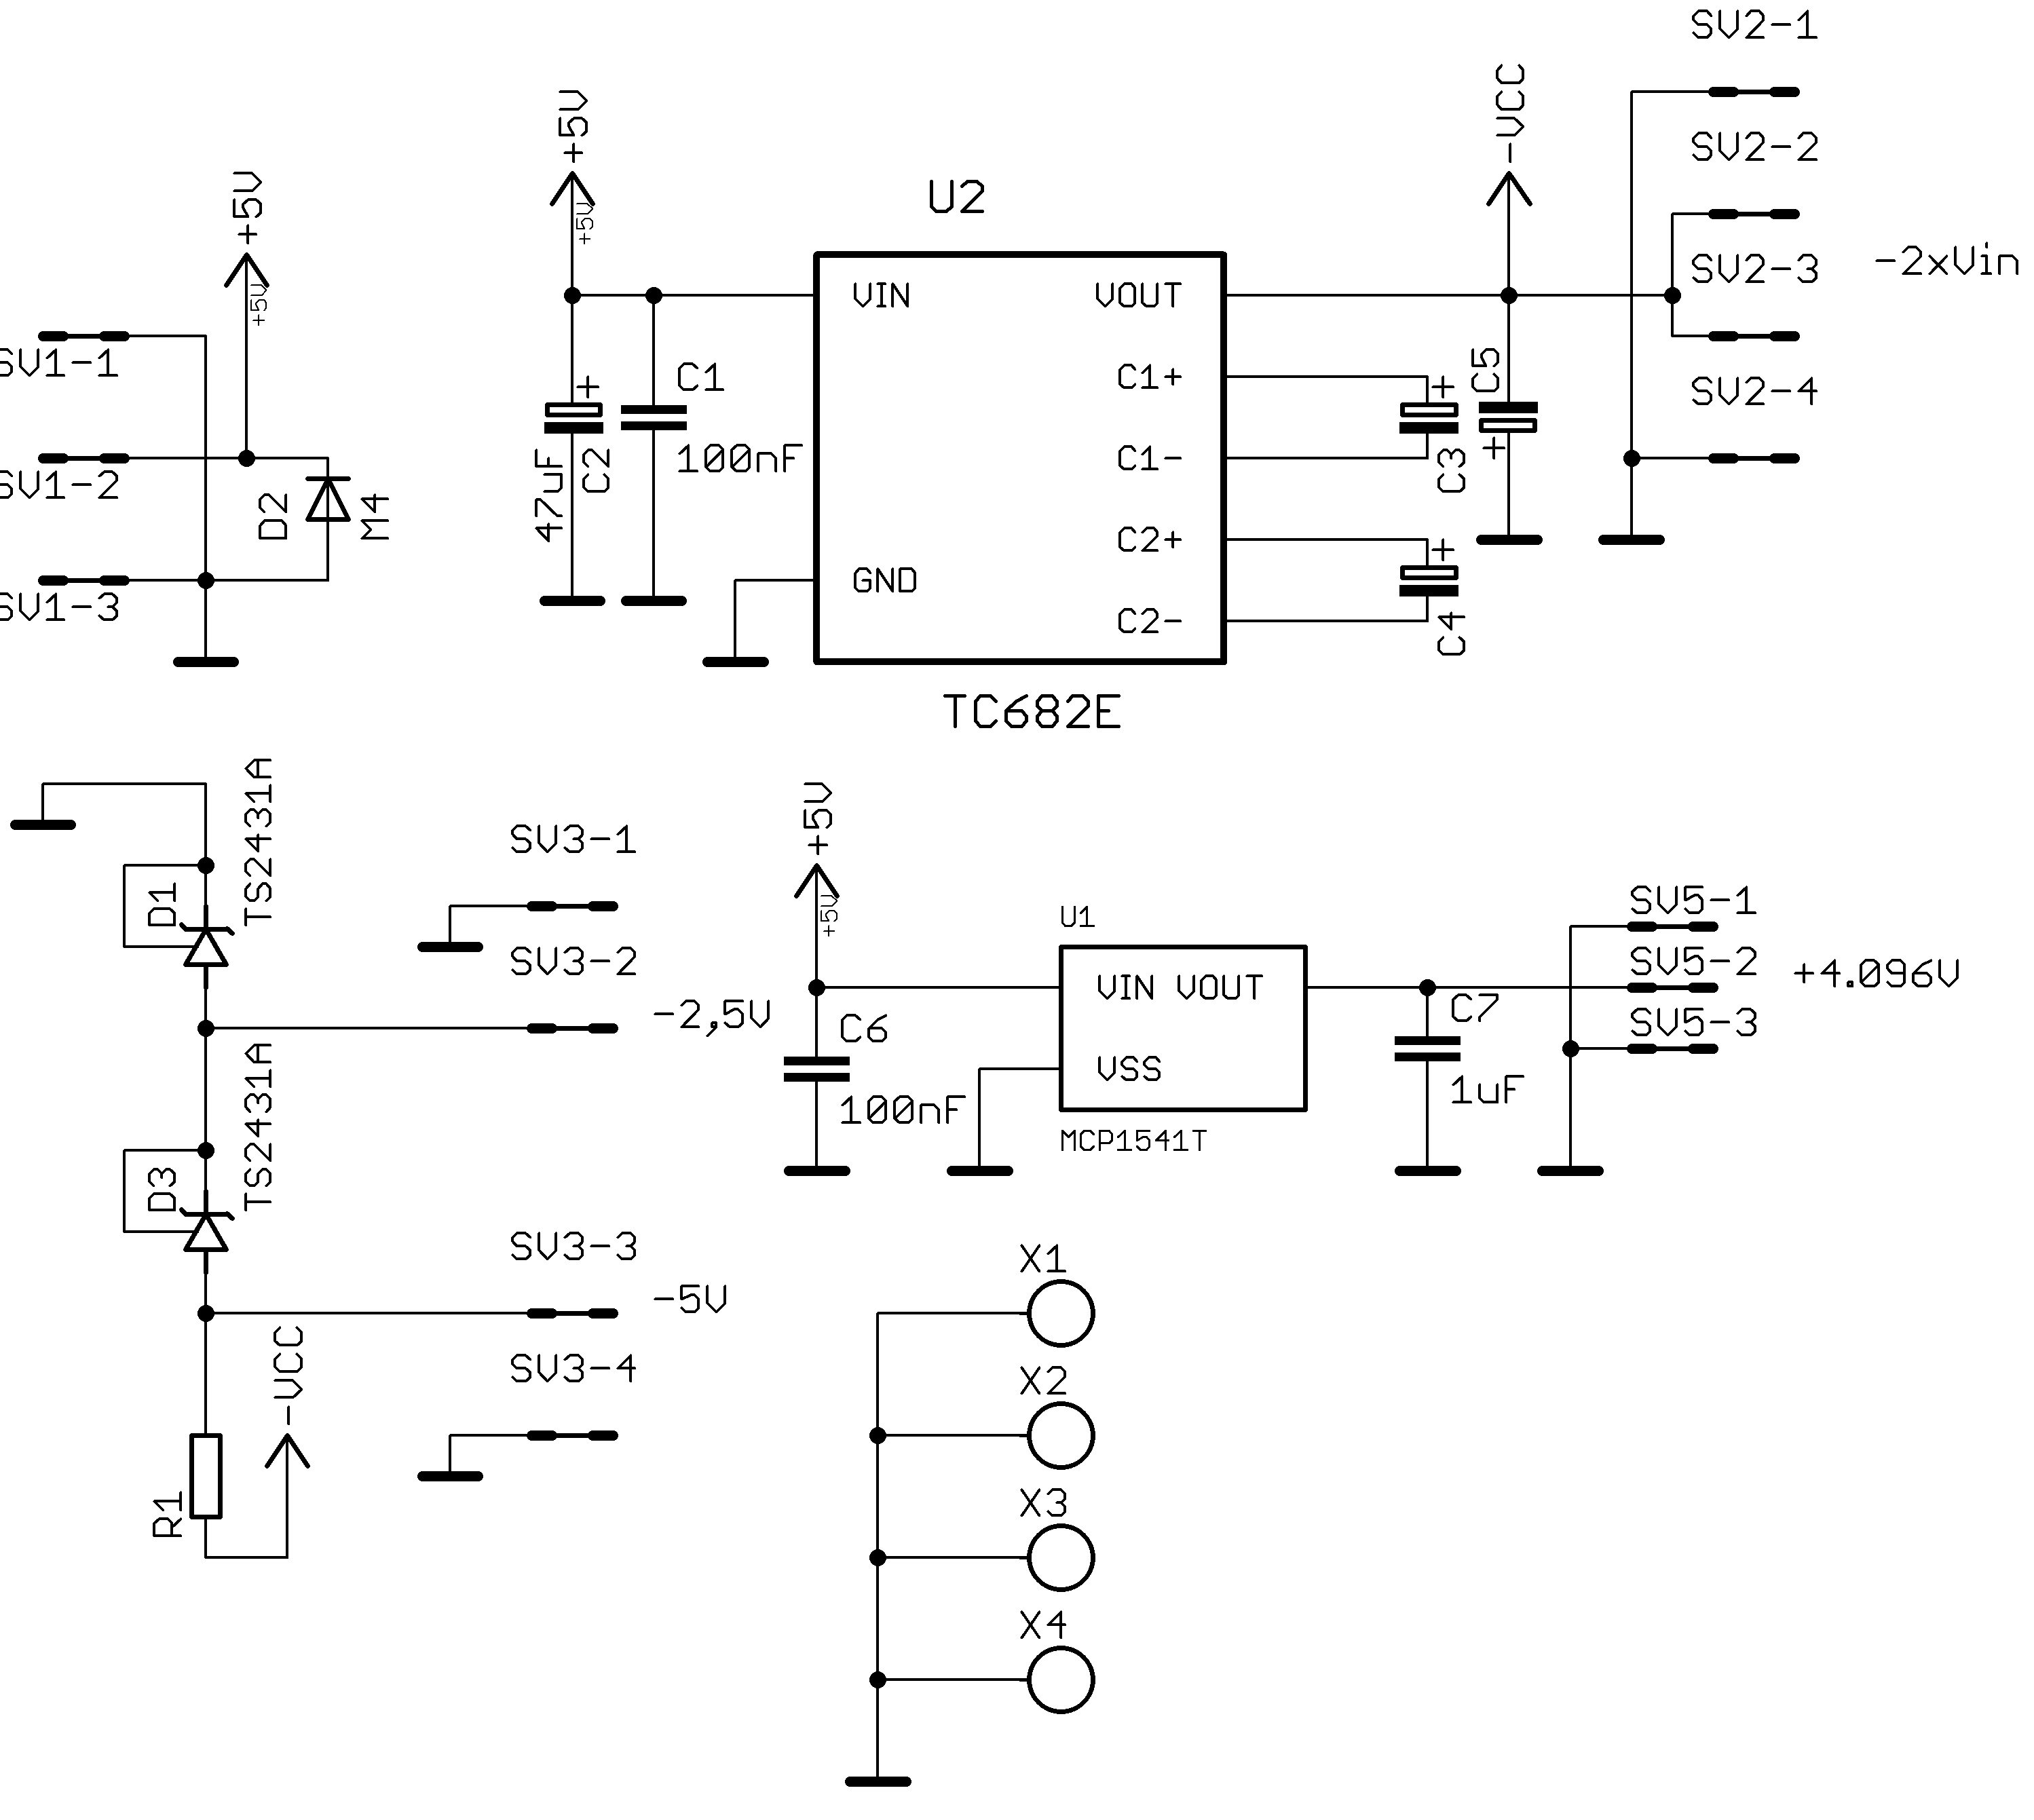 SV2-1
-VCC
+5V
SV2-2
+5V
+5V
U2
SV2-3
-2xVin
+5V
VIN
VOUT
SV1-1
C1
C1+
C5
SV2-4
SV1-2
100nF
C1-
47uF
C2
C3
D2
M4
C2+
SV1-3
GND
C2-
C4
TC682E
TS2431A
D1
SV3-1
+5V
+5V
U1
SV5-1
SV3-2
-2,5V
VIN VOUT
SV5-2
+4.096V
C6
C7
SV5-3
TS2431A
D3
VSS
100nF
1uF
MCP1541T
SV3-3
-5V
X1
-VCC
SV3-4
X2
R1
X3
X4